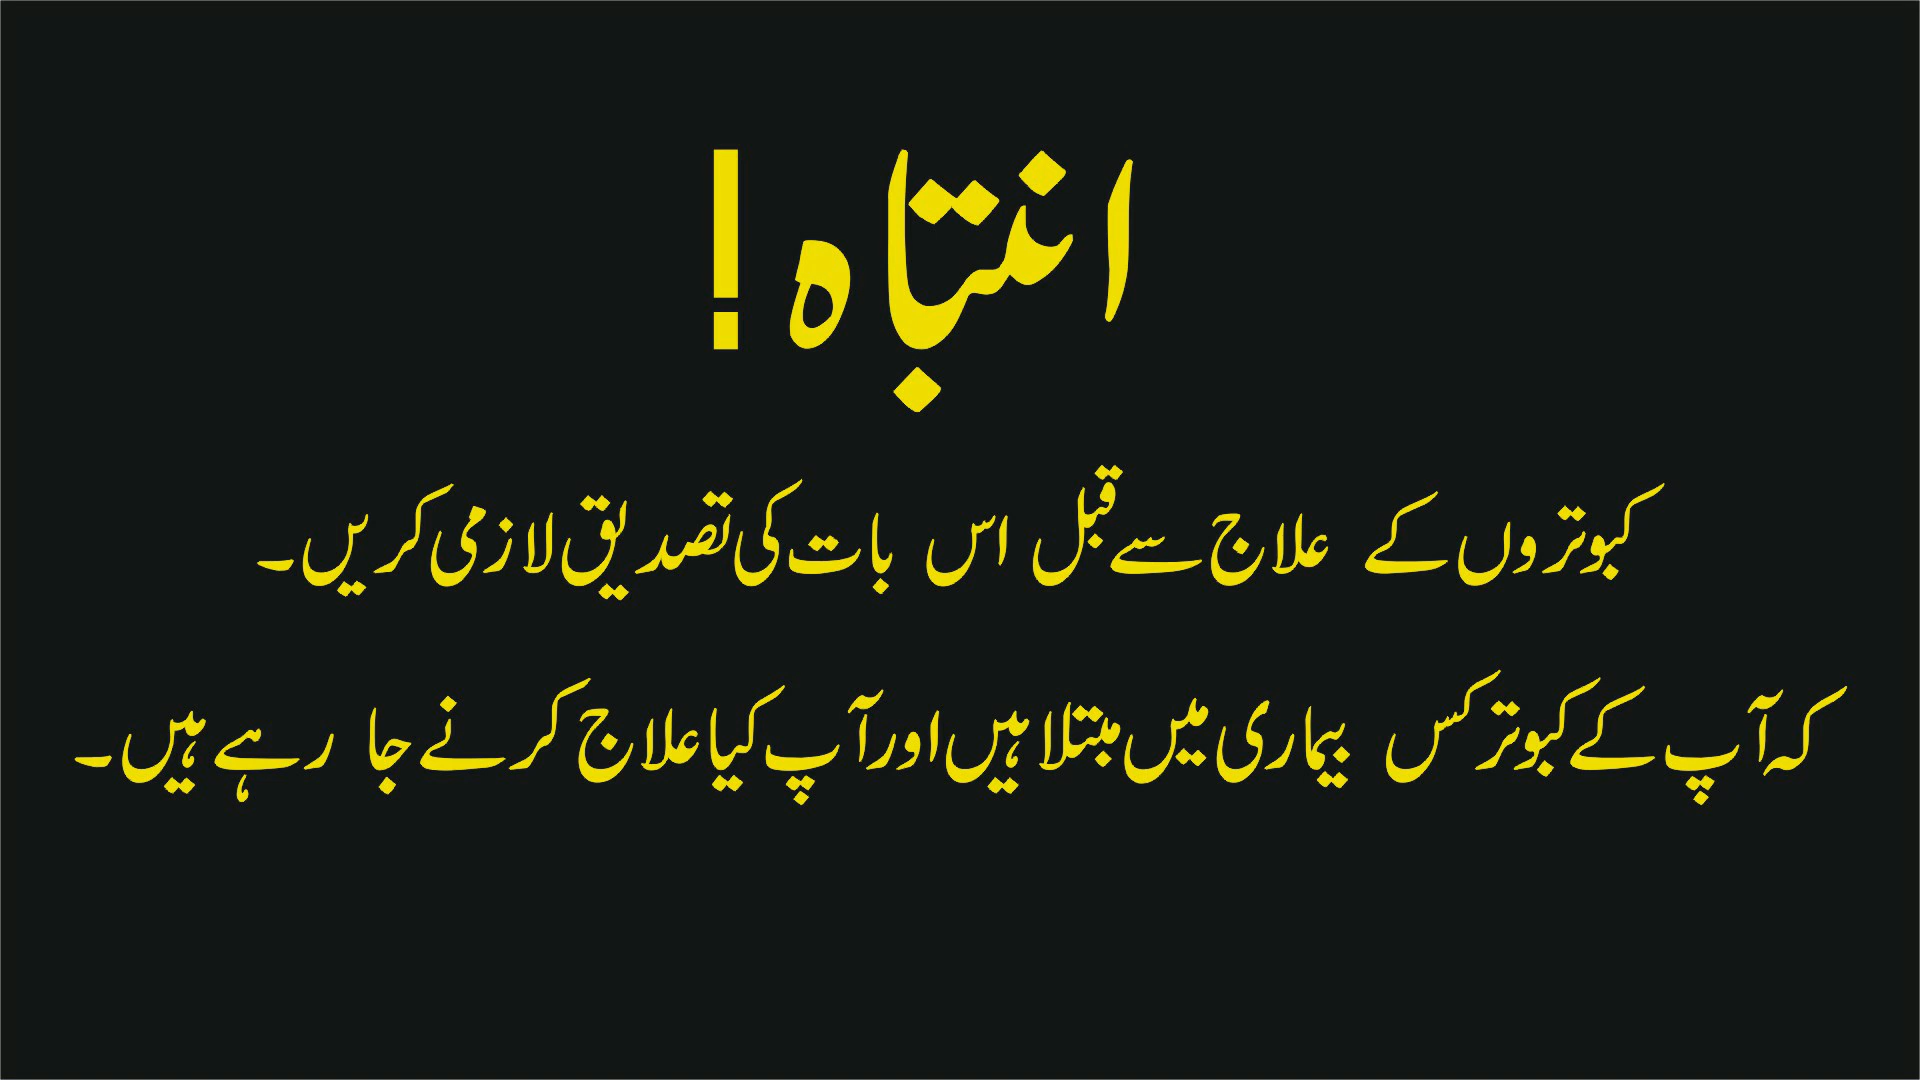 انتباہ!
کبوتروں کے علاج سے قبل اس بات کی تصدیق لازمی کریں۔
کہ آپ کے کبوتر کس بیماری میں مبتلا ہیں اور آپ کیا علاج کرنے جا رہے ہیں۔